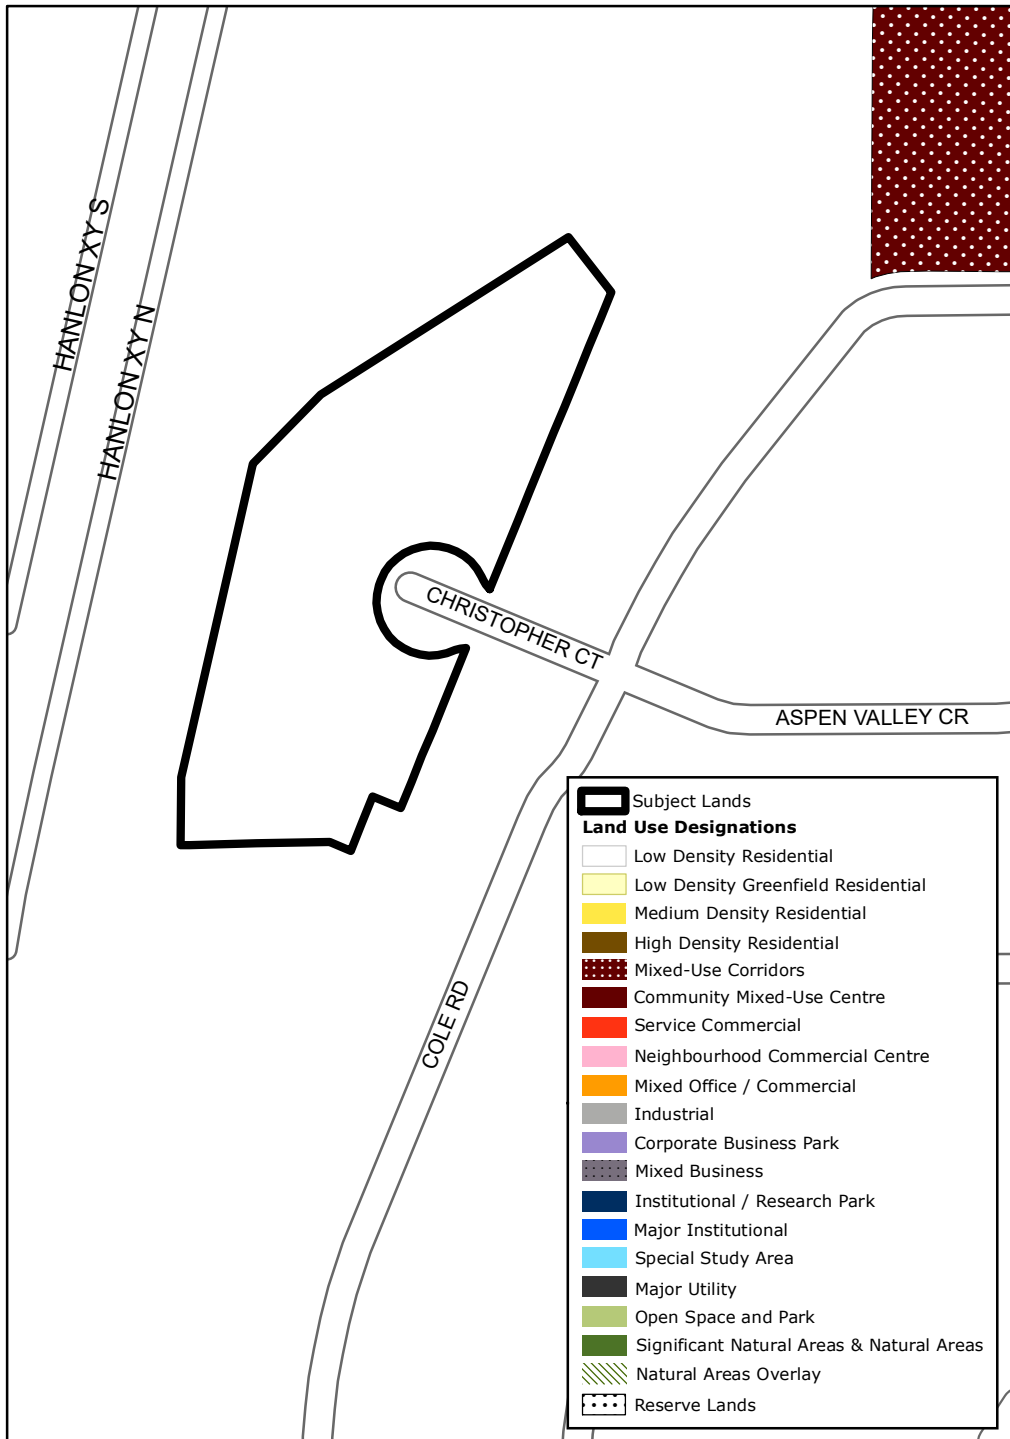 HANLON XY S
HANLON XY N
CHRISTOPHER CT
ASPEN VALLEY CR
COLE RD
Subject Lands
Land Use Designations
Low Density Residential
Low Density Greenfield Residential
Medium Density Residential
High Density Residential
Mixed-Use Corridors
Community Mixed-Use Centre
Service Commercial
Neighbourhood Commercial Centre
Mixed Office / Commercial
Industrial
Corporate Business Park
Mixed Business
Institutional / Research Park
Major Institutional
Special Study Area
Major Utility
Open Space and Park
Significant Natural Areas & Natural Areas
Natural Areas Overlay
Reserve Lands